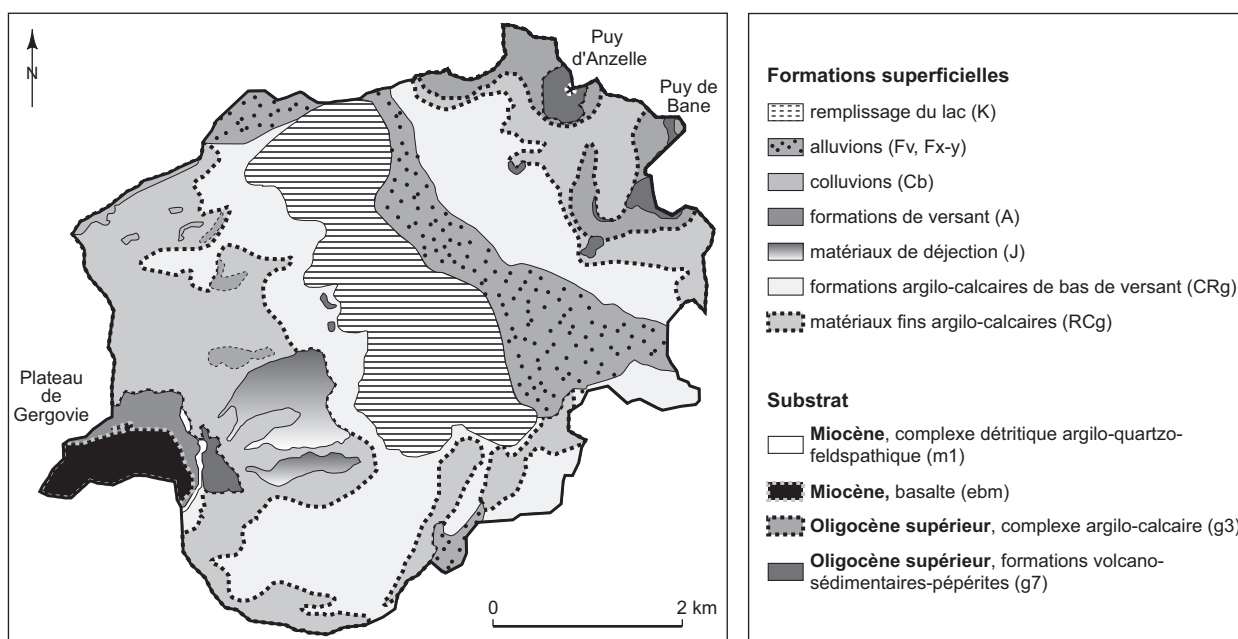 N
Puy
d'Anzelle
Puy de
Bane
Plateau
de
Gergovie
0
2 km
Formations superficielles
remplissage du lac (K)
alluvions (Fv, Fx-y)
colluvions (Cb)
formations de versant (A)
matériaux de déjection (J)
formations argilo-calcaires de bas de versant (CRg)
matériaux fins argilo-calcaires (RCg)
Substrat
Miocène, complexe détritique argilo-quartzo-
feldspathique (m1)
Miocène, basalte (ebm)
Oligocène supérieur, complexe argilo-calcaire (g3)
Oligocène supérieur, formations volcano-
sédimentaires-pépérites (g7)